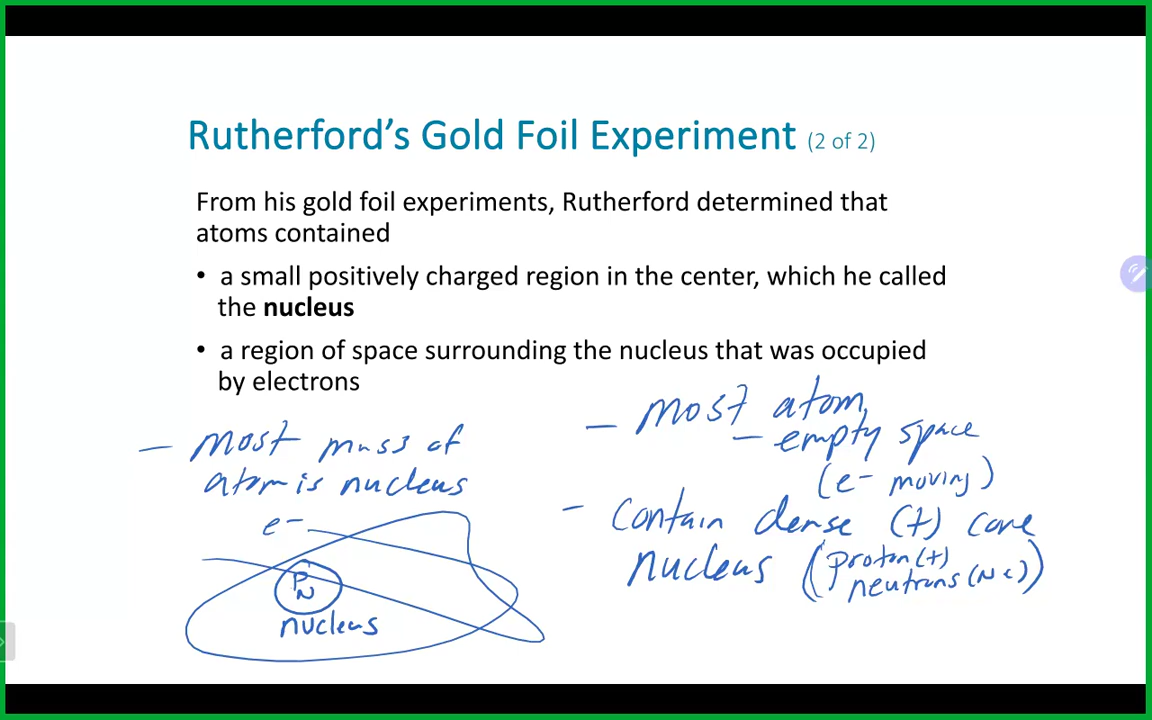 Rutherford's Gold Foil Experiment (2 of 2)
From his gold foil experiments, Rutherford determined that
atoms contained
• a small positively charged region in the center, which he called
the nucleus
• a region of space surrounding the nucleus that was occupied
by electrons
— most mass of
atom is nucleus
e-
P
N
nucleus
— most atom,
— empty space
(e- moving)
- contain dense (+) core
nucleus (proton (+)
neutrons (NC))